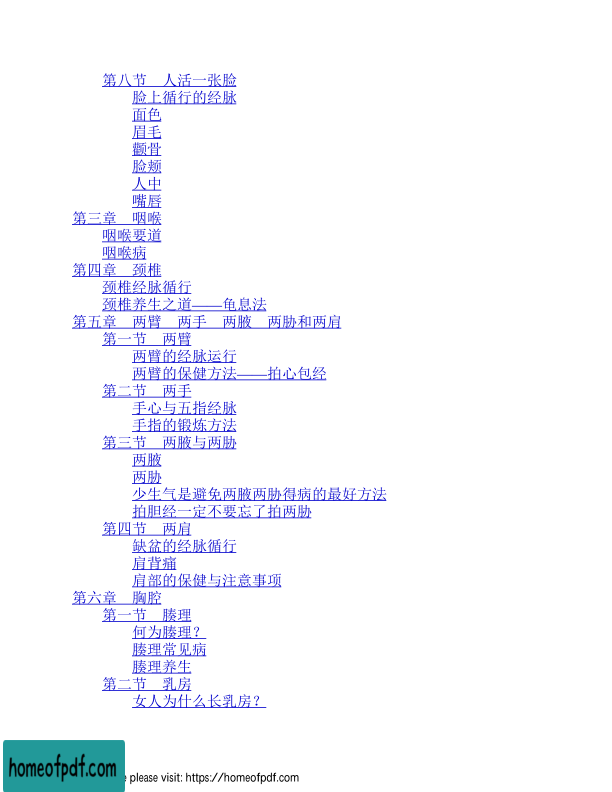 第八节　人活一张脸
脸上循行的经脉
面色
眉毛
颧骨
脸颊
人中
嘴唇
第三章　咽喉
咽喉要道
咽喉病
第四章　颈椎
颈椎经脉循行
颈椎养生之道——龟息法
第五章　两臂　两手　两腋　两胁和两肩
第一节　两臂
两臂的经脉运行
两臂的保健方法——拍心包经
第二节　两手
手心与五指经脉
手指的锻炼方法
第三节　两腋与两胁
两腋
两胁
少生气是避免两腋两胁得病的最好方法
拍胆经一定不要忘了拍两胁
第四节　两肩
缺盆的经脉循行
肩背痛
肩部的保健与注意事项
第六章　胸腔
第一节　腠理
何为腠理？
腠理常见病
腠理养生
第二节　乳房
女人为什么长乳房？
homeofpdf.com
e please visit: https://homeofpdf.com